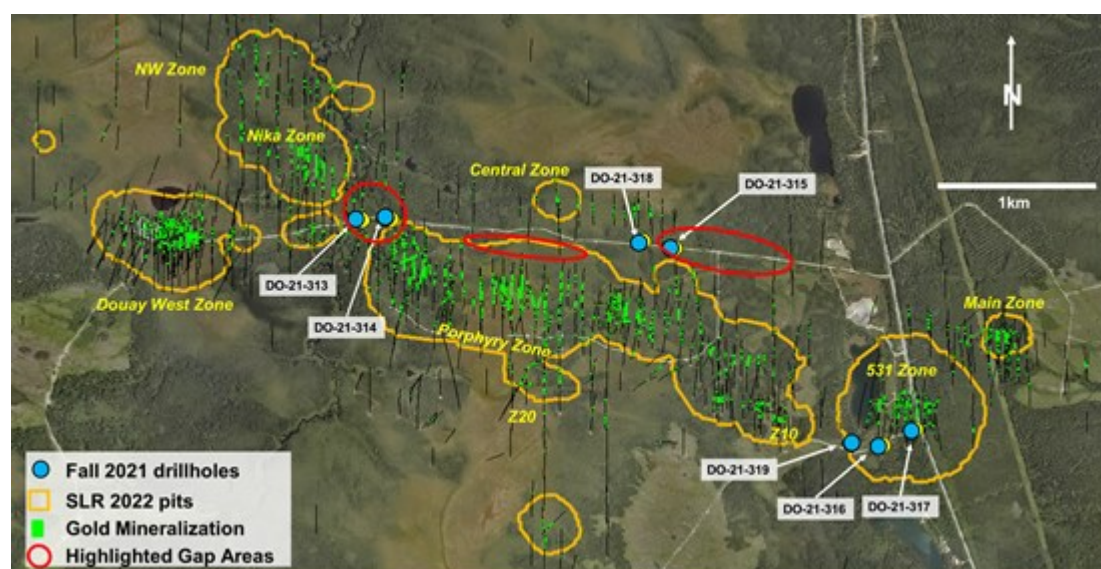 NW Zone
N
Nika Zone
Central Zone
DO-21-318
DO-21-315
1km
DO-21-313
Douay West Zone
Main Zone
DO-21-314
Porphyry Zone
531 Zone
Z20
Z10
DO-21-319
DO-21-316
DO-21-317
Fall 2021 drillholes
SLR 2022 pits
Gold Mineralization
Highlighted Gap Areas